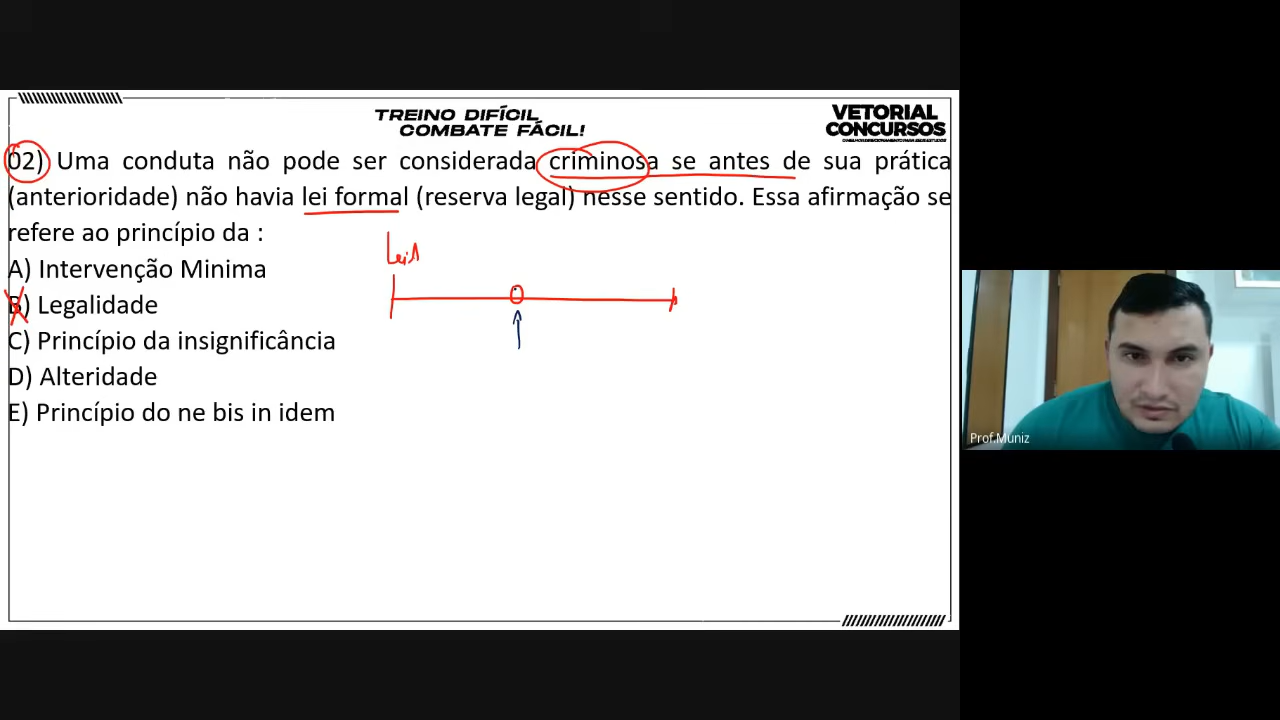 TREINO DIFÍCIL
COMBATE FÁCIL!
VETORIAL
CONCURSOS
02) Uma conduta não pode ser considerada criminosa se antes de sua prática
(anterioridade) não havia lei formal (reserva legal) nesse sentido. Essa afirmação se
refere ao princípio da :
A) Intervenção Minima
B) Legalidade
C) Princípio da insignificância
D) Alteridade
E) Princípio do ne bis in idem
Prof.Muniz